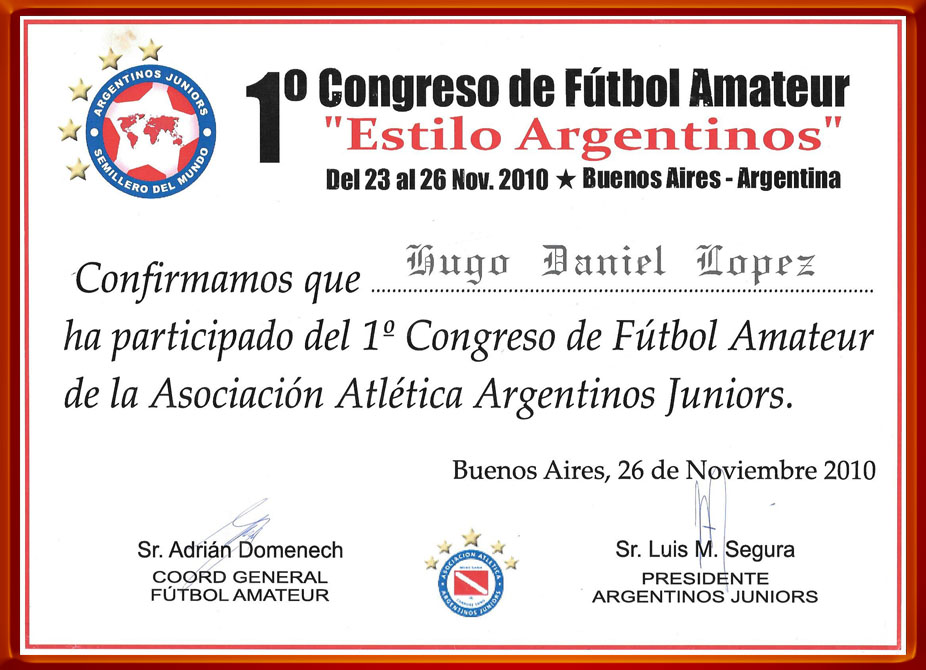 ARGENTINOS JUNIORS
SEMILLERO DEL MUNDO
1º Congreso de Fútbol Amateur
"Estilo Argentinos"
Del 23 al 26 Nov. 2010 ★ Buenos Aires - Argentina
Confirmamos que Hugo Daniel Lopez
ha participado del 1º Congreso de Fútbol Amateur
de la Asociación Atlética Argentinos Juniors.
Buenos Aires, 26 de Noviembre 2010
Sr. Adrián Domenech
COORD GENERAL
FÚTBOL AMATEUR
ASOCIACION ATLETICA
ARGENTINOS JUNIORS
Sr. Luis M. Segura
PRESIDENTE
ARGENTINOS JUNIORS